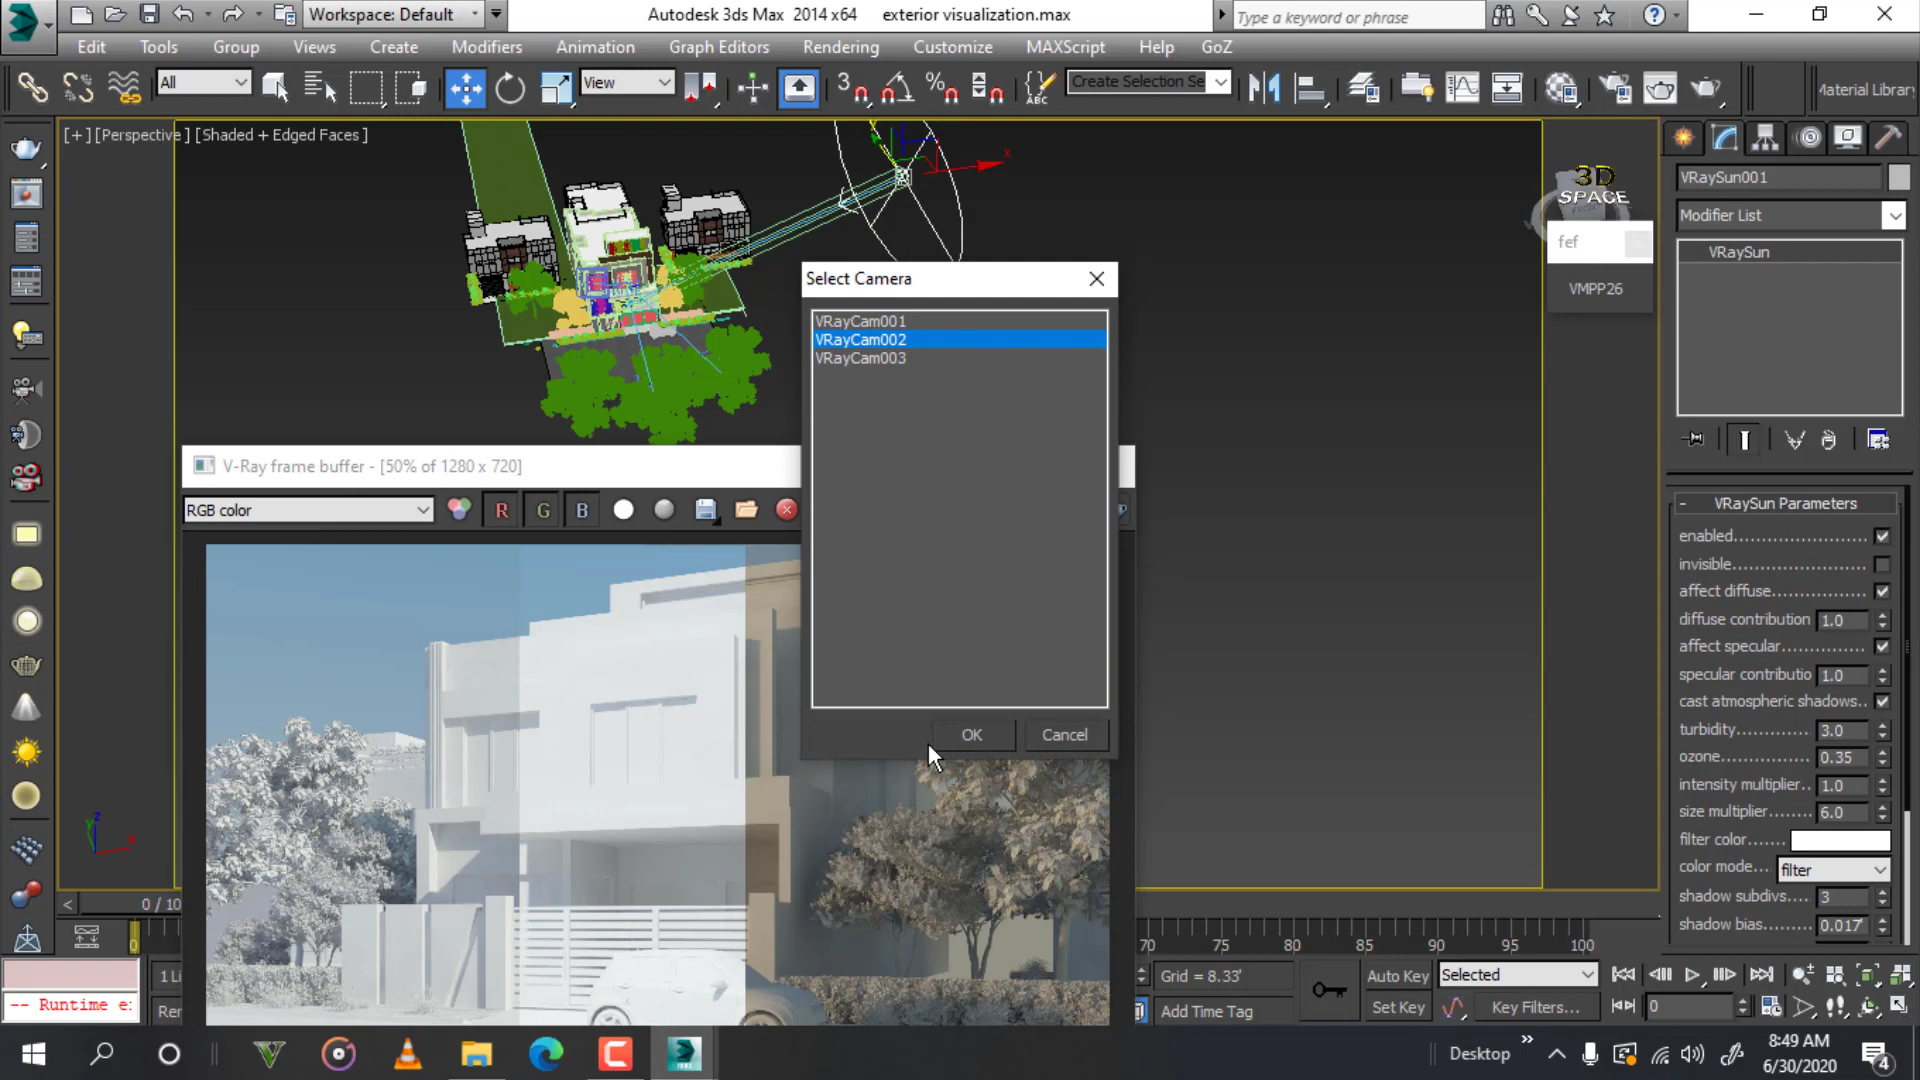 Workspace: Default
Autodesk 3ds Max 2014 x64 exterior visualization.max
Type a keyword or phrase
Edit Tools Group Views Create Modifiers Animation Graph Editors Rendering Customize MAXScript Help GoZ
All
View
3
ABC
Create Selection Se
Material Library
[+] [Perspective] [Shaded + Edged Faces]
x
3D
SPACE
fef
VMPP26
VRaySun001
Modifier List
VRaySun
Select Camera
VRayCam001
VRayCam002
VRayCam003
OK Cancel
V-Ray frame buffer - [50% of 1280 x 720]
RGB color
R G B
VRaySun Parameters
enabled
invisible
affect diffuse
diffuse contribution 1.0
affect specular
specular contributio 1.0
cast atmospheric shadows
turbidity 3.0
ozone 0.35
intensity multiplier 1.0
size multiplier 6.0
filter color
color mode filter
shadow subdivs 3
shadow bias 0.017
z
x
0 / 10
0
70 75 80 85 90 95 100
1 Li
-- Runtime e:
Rer
Grid = 8.33'
Add Time Tag
Auto Key Selected
Set Key Key Filters...
0
Desktop
8:49 AM
6/30/2020
4